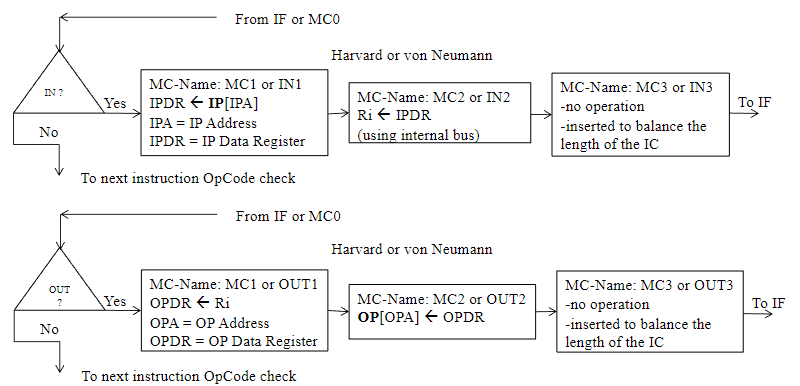 From IF or MC0
Harvard or von Neumann
IN ?
Yes
No
MC-Name: MC1 or IN1
IPDR ← IP[IPA]
IPA = IP Address
IPDR = IP Data Register
MC-Name: MC2 or IN2
Ri ← IPDR
(using internal bus)
MC-Name: MC3 or IN3
-no operation
-inserted to balance the
length of the IC
To IF
To next instruction OpCode check
From IF or MC0
Harvard or von Neumann
OUT
?
Yes
No
MC-Name: MC1 or OUT1
OPDR ← Ri
OPA = OP Address
OPDR = OP Data Register
MC-Name: MC2 or OUT2
OP[OPA] ← OPDR
MC-Name: MC3 or OUT3
-no operation
-inserted to balance the
length of the IC
To IF
To next instruction OpCode check